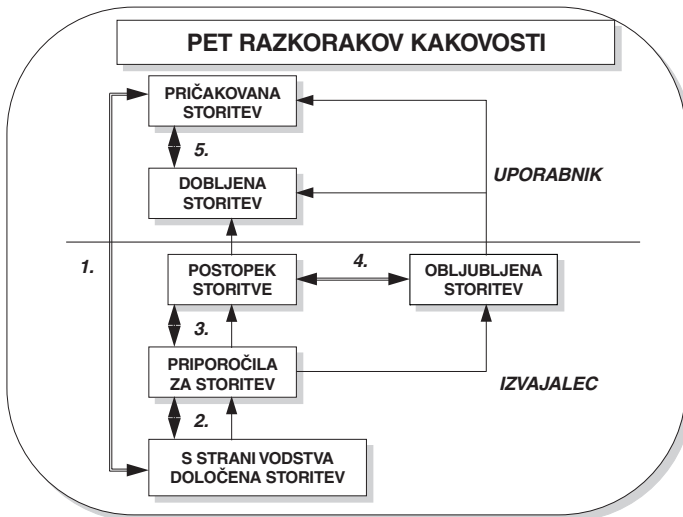 PET RAZKORAKOV KAKOVOSTI
PRIČAKOVANA
STORITEV
5.
DOBLJENA
STORITEV
UPORABNIK
1.
POSTOPEK
STORITVE
4.
OBLJUBLJENA
STORITEV
3.
PRIPOROČILA
ZA STORITEV
IZVAJALEC
2.
S STRANI VODSTVA
DOLOČENA STORITEV